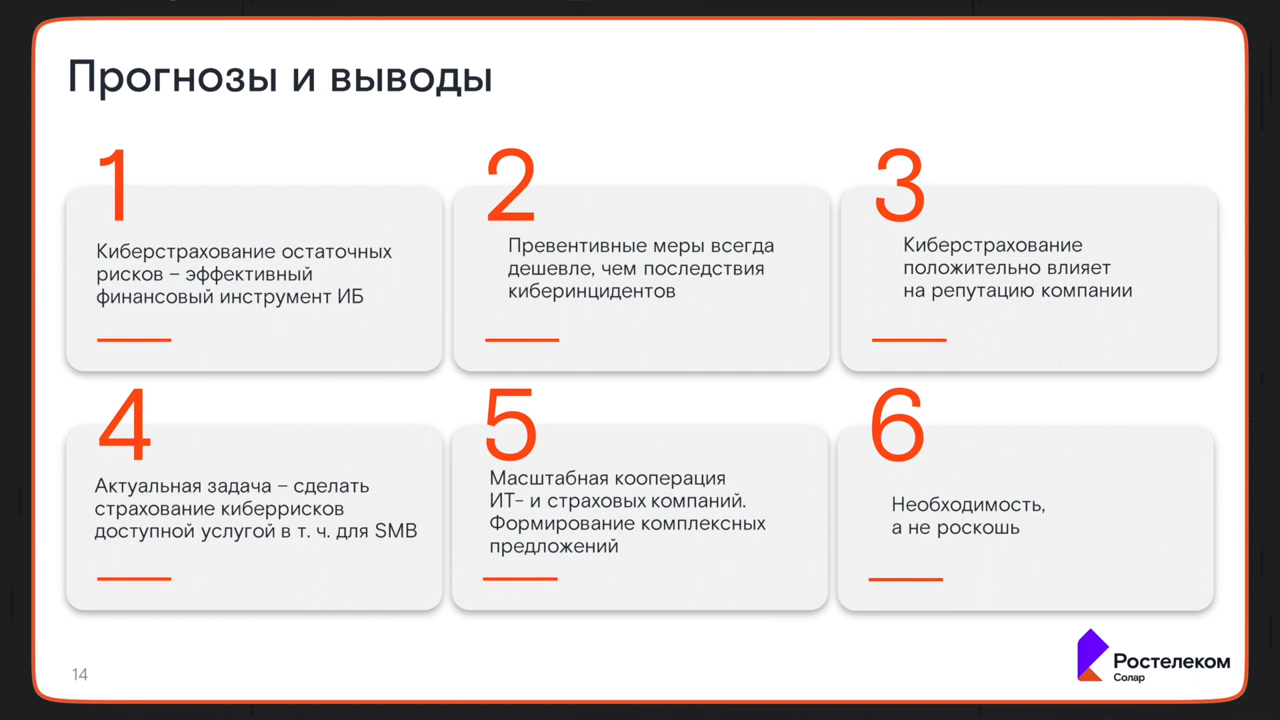 Прогнозы и выводы
1
Киберстрахование остаточных
рисков – эффективный
финансовый инструмент ИБ
2
Превентивные меры всегда
дешевле, чем последствия
киберинцидентов
3
Киберстрахование
положительно влияет
на репутацию компании
4
Актуальная задача – сделать
страхование киберрисков
доступной услугой в т. ч. для SMB
5
Масштабная кооперация
ИТ- и страховых компаний.
Формирование комплексных
предложений
6
Необходимость,
а не роскошь
14
Ростелеком
Солар